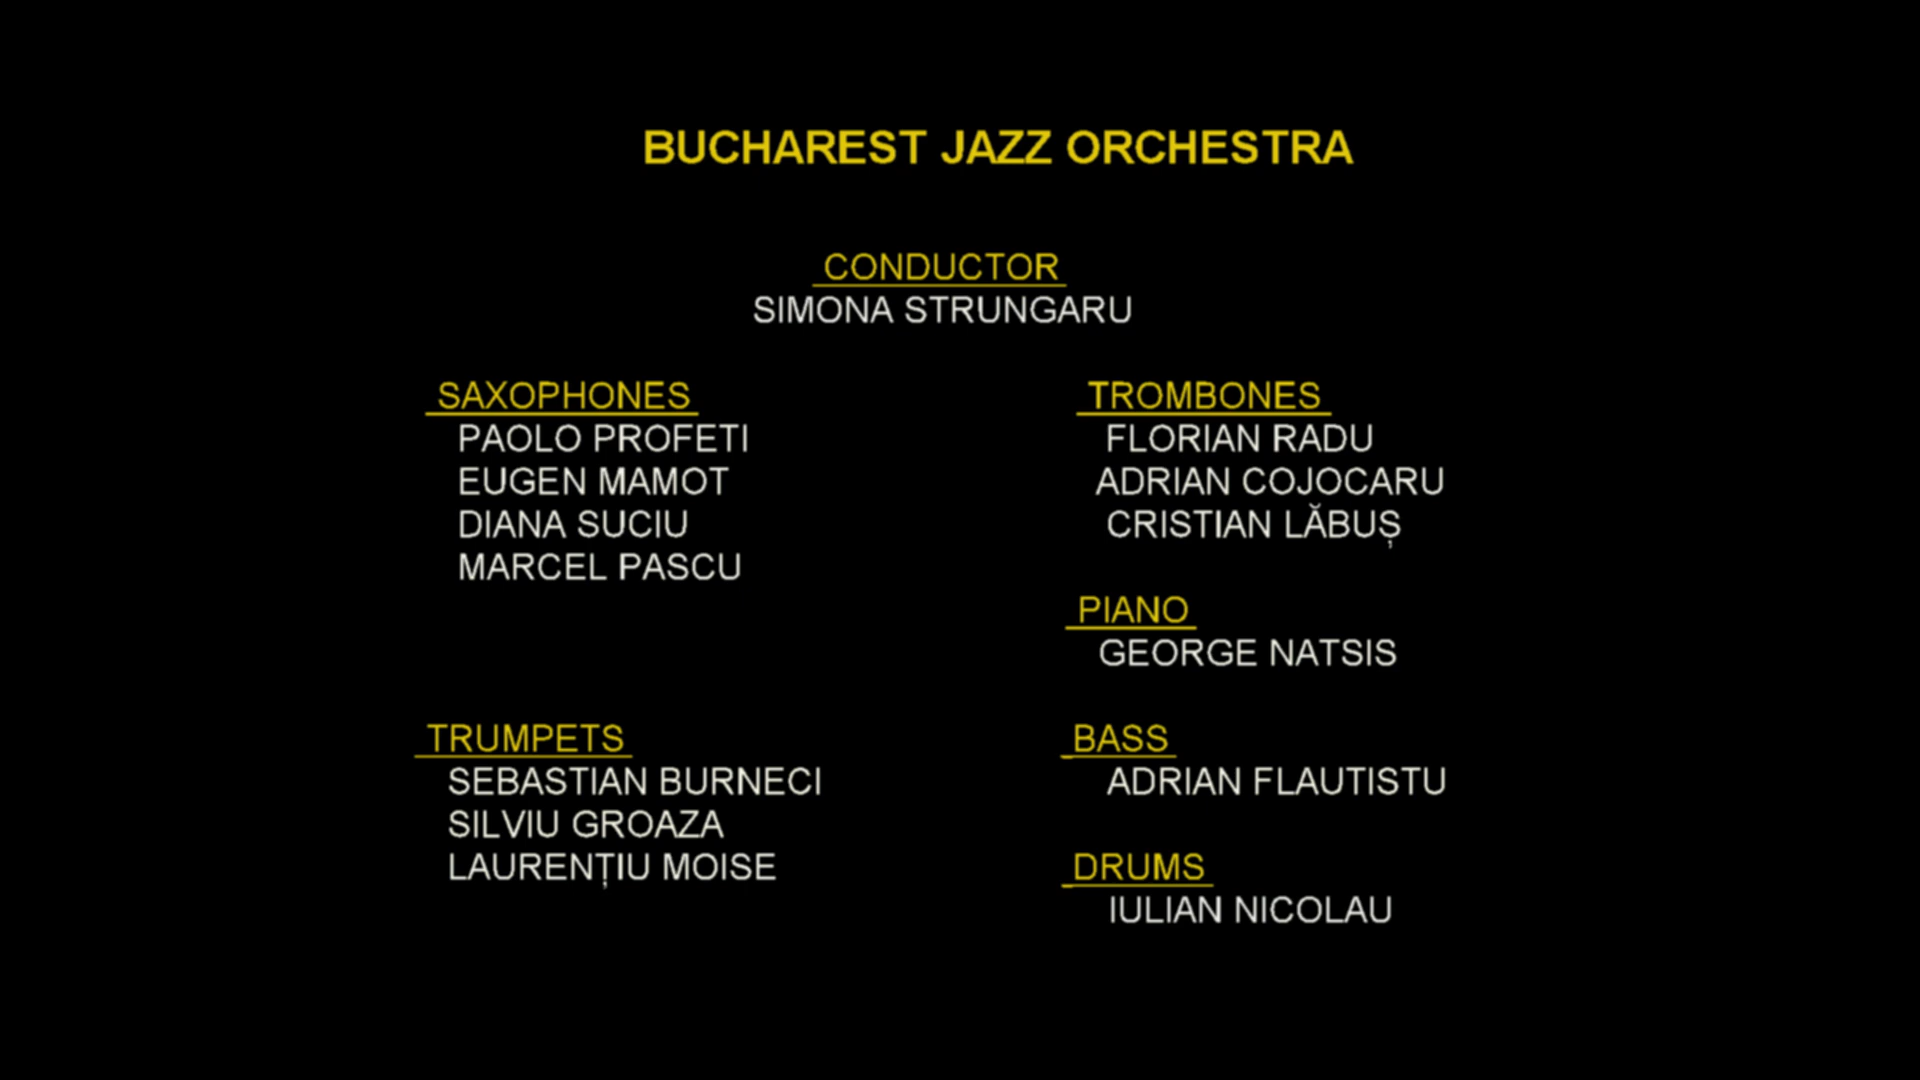 BUCHAREST JAZZ ORCHESTRA
CONDUCTOR
SIMONA STRUNGARU
SAXOPHONES
PAOLO PROFETI
EUGEN MAMOT
DIANA SUCIU
MARCEL PASCU
TRUMPETS
SEBASTIAN BURNECI
SILVIU GROAZA
LAURENȚIU MOISE
TROMBONES
FLORIAN RADU
ADRIAN COJOCARU
CRISTIAN LĂBUȘ
PIANO
GEORGE NATSIS
BASS
ADRIAN FLAUTISTU
DRUMS
IULIAN NICOLAU